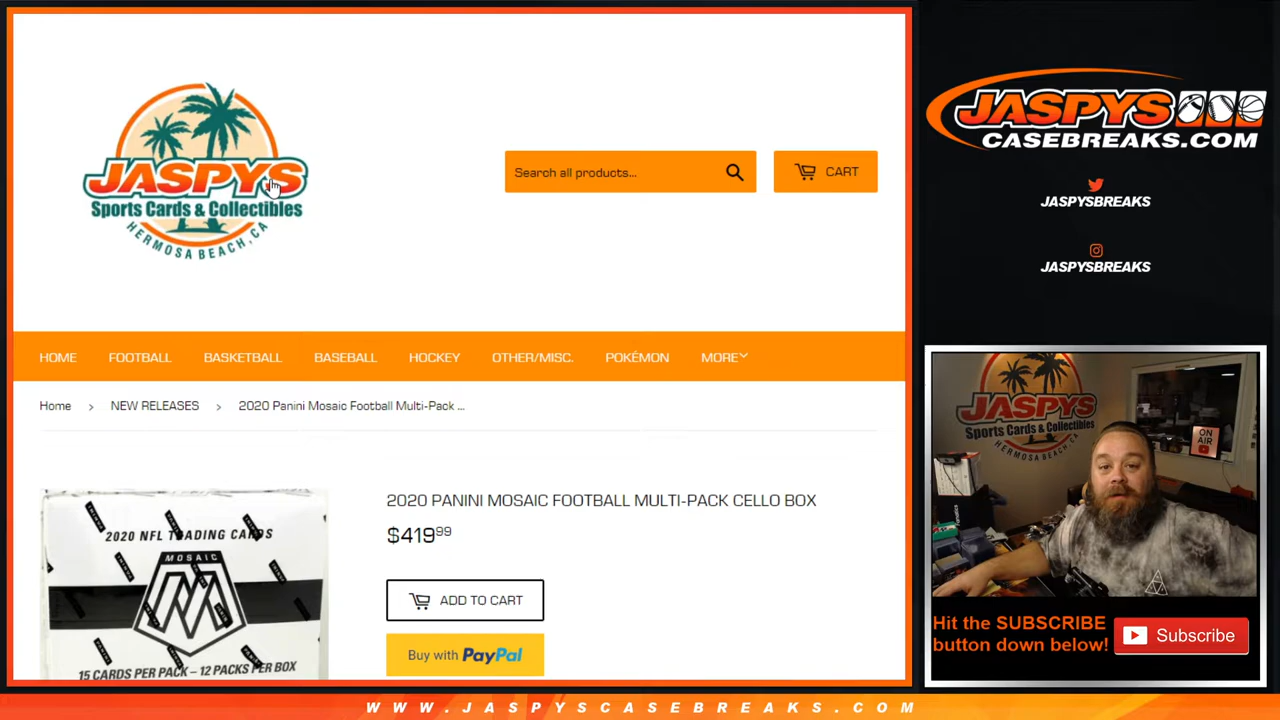 JASPYS
Sports Cards & Collectibles
HERMOSA BEACH, CA
Search all products...
CART
HOME
FOOTBALL
BASKETBALL
BASEBALL
HOCKEY
OTHER/MISC.
POKÉMON
MORE
Home › NEW RELEASES › 2020 Panini Mosaic Football Multi-Pack ...
2020 NFL TRADING CARDS
MOSAIC
15 CARDS PER PACK – 12 PACKS PER BOX
2020 PANINI MOSAIC FOOTBALL MULTI-PACK CELLO BOX
$419.99
ADD TO CART
Buy with PayPal
JASPYS
CASEBREAKS.COM
JASPYSBREAKS
JASPYSBREAKS
JASPYS
Sports Cards & Collectibles
HERMOSA BEACH, CA
ON
AIR
Hit the SUBSCRIBE
button down below!
Subscribe
WWW.JASPYSCASEBREAKS.COM